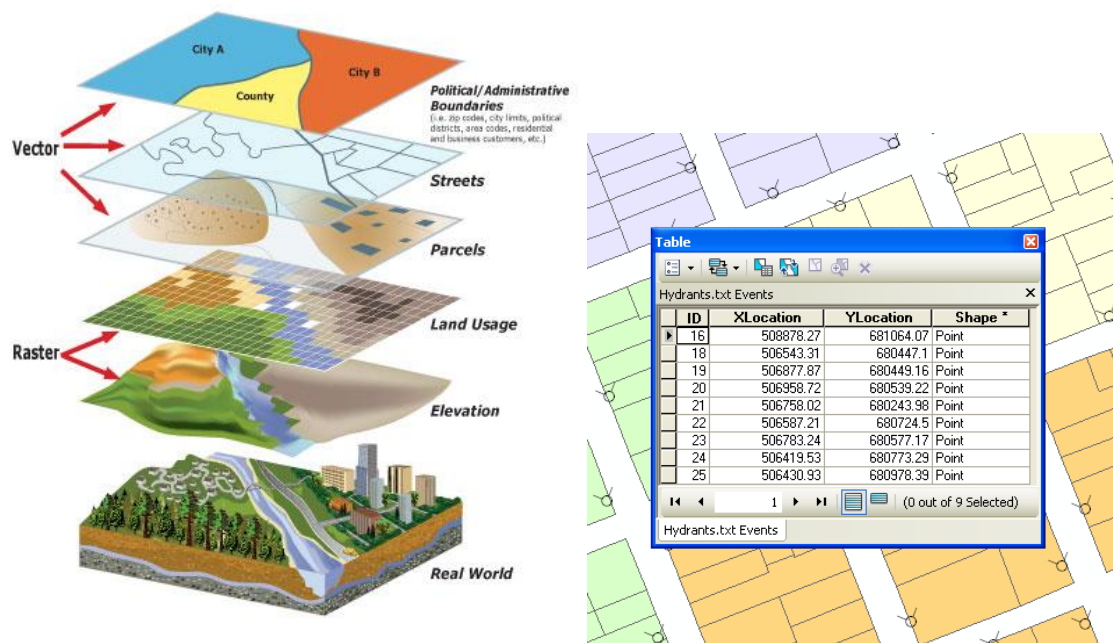 City A
City B
County
Political/Administrative
Boundaries
(i.e. zip codes, city limits, political
districts, area codes, residential
and business customers, etc.)
Vector
Streets
Parcels
Land Usage
Raster
Elevation
Real World
Table
Hydrants.txt Events
ID XLocation YLocation Shape *
16 508878.27 681064.07 Point
18 506543.31 680447.1 Point
19 506877.87 680449.16 Point
20 506958.72 680539.22 Point
21 506758.02 680243.98 Point
22 506587.21 680724.5 Point
23 506783.24 680577.17 Point
24 506419.53 680773.29 Point
25 506430.93 680978.39 Point
1 (0 out of 9 Selected)
Hydrants.txt Events